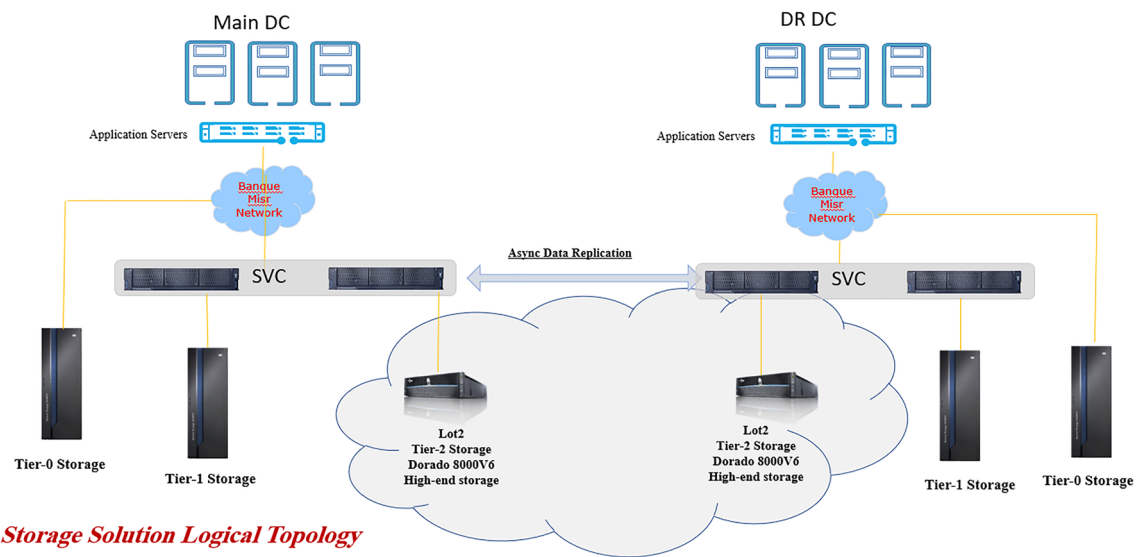 Main DC
DR DC
Application Servers
Application Servers
Banque
Misr
Network
Banque
Misr
Network
Async Data Replication
SVC
SVC
Lot2
Tier-2 Storage
Dorado 8000V6
High-end storage
Lot2
Tier-2 Storage
Dorado 8000V6
High-end storage
Tier-0 Storage
Tier-1 Storage
Tier-1 Storage
Tier-0 Storage
Storage Solution Logical Topology